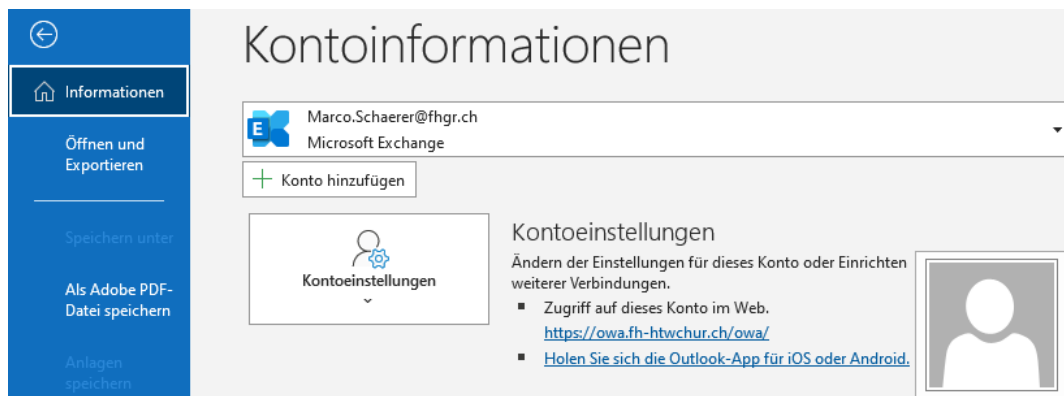 Kontoinformationen
Informationen
Öffnen und
Exportieren
Speichern unter
Als Adobe PDF-
Datei speichern
Anlagen
speichern
E
Marco.Schaerer@fhgr.ch
Microsoft Exchange
Konto hinzufügen
Kontoeinstellungen
Kontoeinstellungen
Ändern der Einstellungen für dieses Konto oder Einrichten
weiterer Verbindungen.
Zugriff auf dieses Konto im Web.
https://owa.fh-htwchur.ch/owa/
Holen Sie sich die Outlook-App für iOS oder Android.